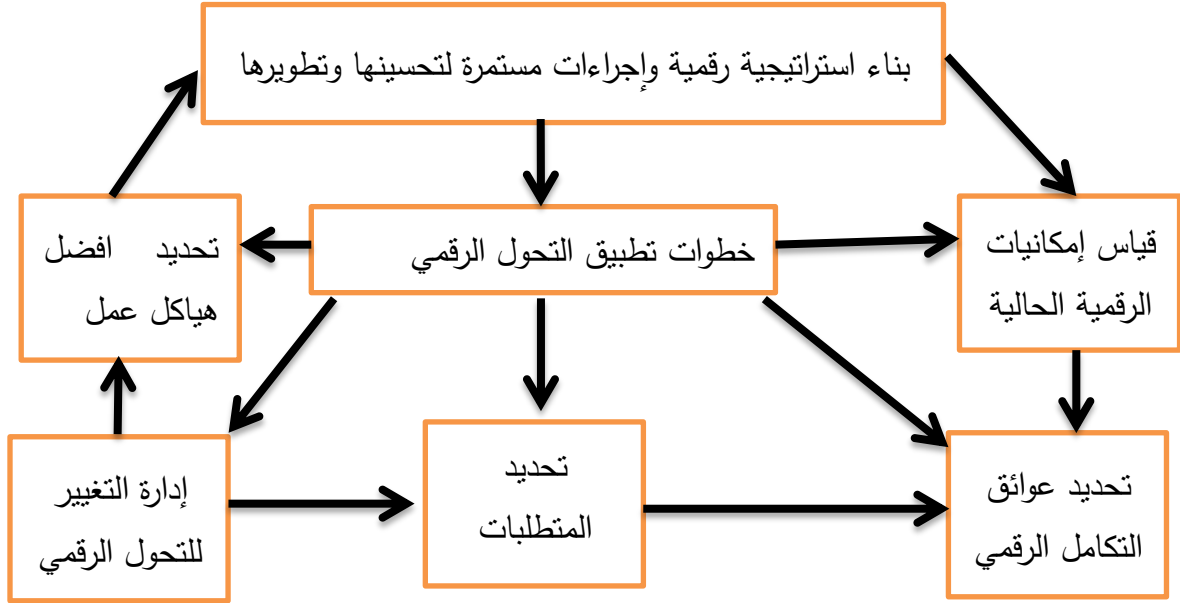 بناء استراتيجية رقمية وإجراءات مستمرة لتحسينها وتطويرها
قياس إمكانيات
الرقمية الحالية
خطوات تطبيق التحول الرقمي
تحديد افضل
هياكل عمل
تحديد عوائق
التكامل الرقمي
تحديد
المتطلبات
إدارة التغيير
للتحول الرقمي